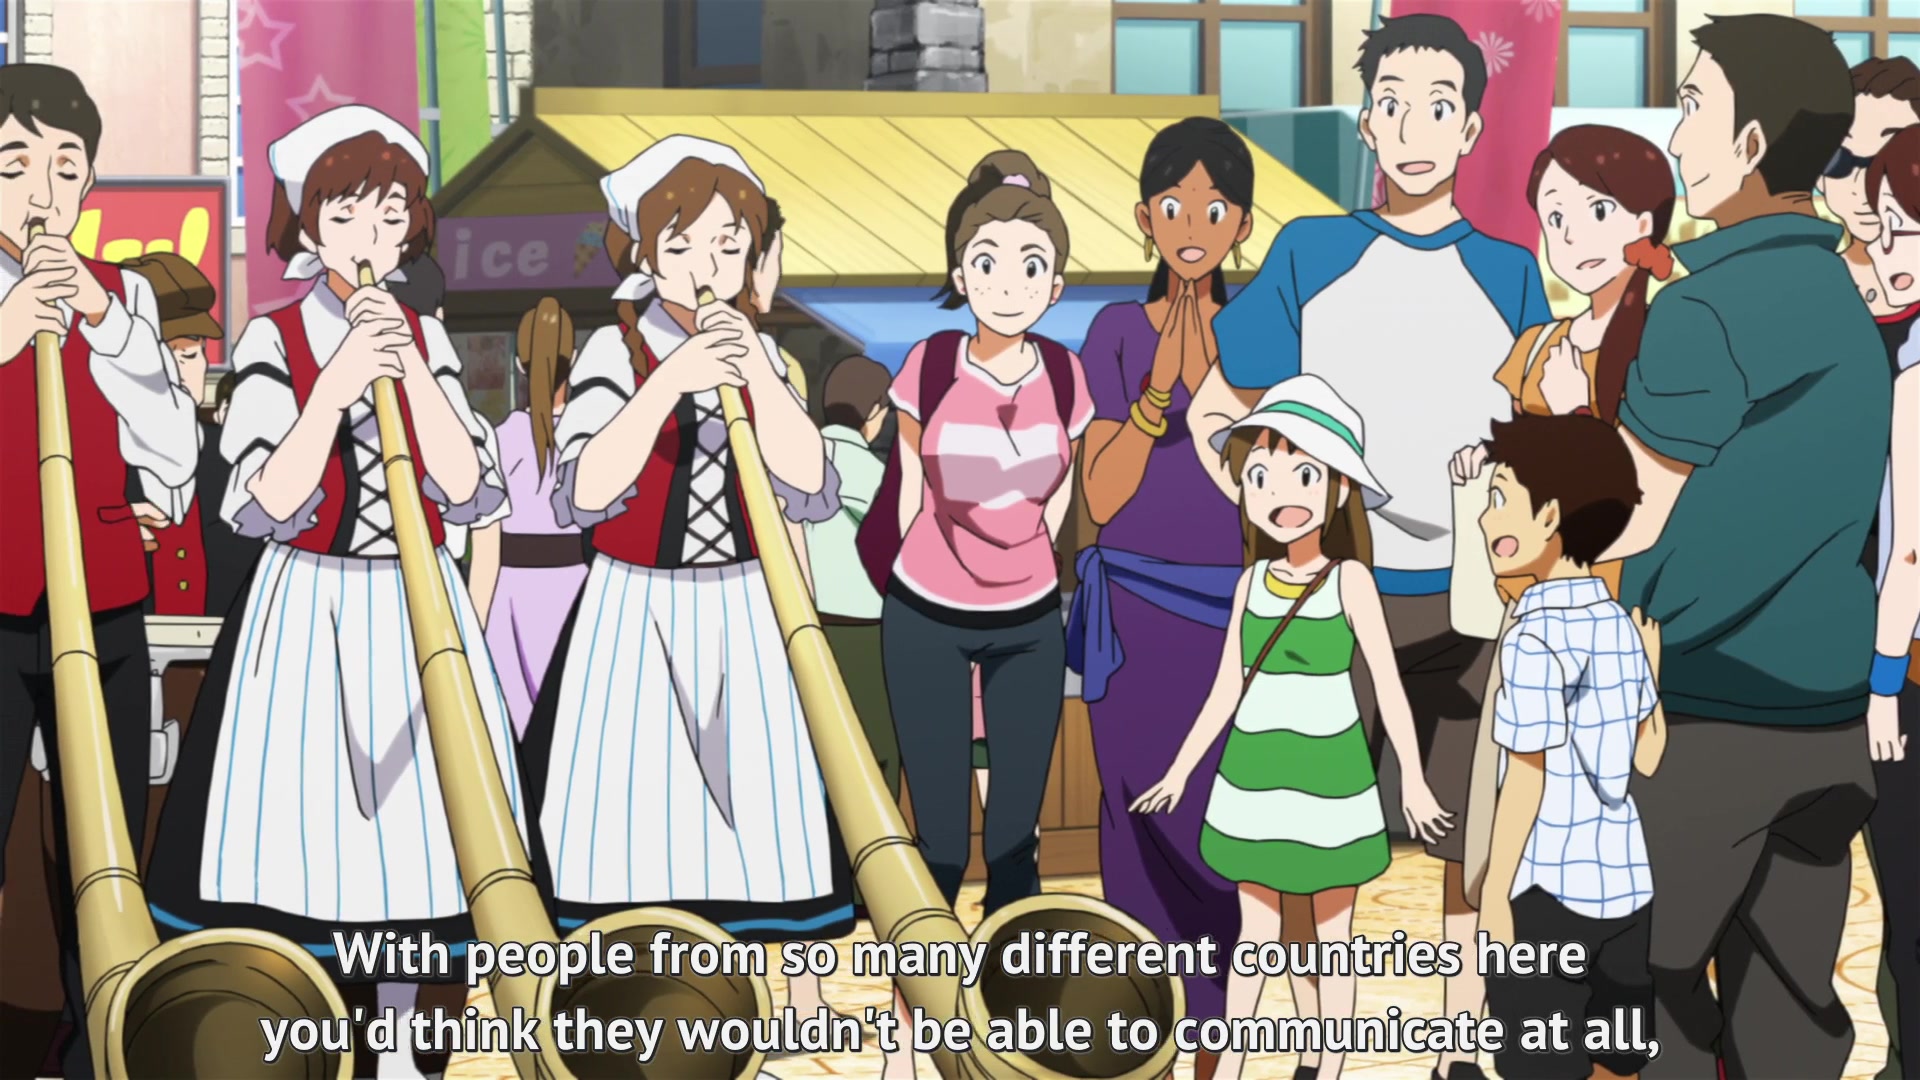 ice
With people from so many different countries here
you'd think they wouldn't be able to communicate at all,